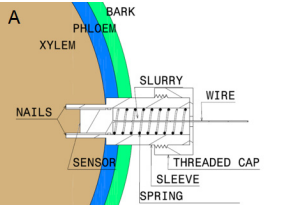 A
BARK
PHLOEM
XYLEM
SLURRY
WIRE
NAILS
SENSOR
THREADED CAP
SLEEVE
SPRING